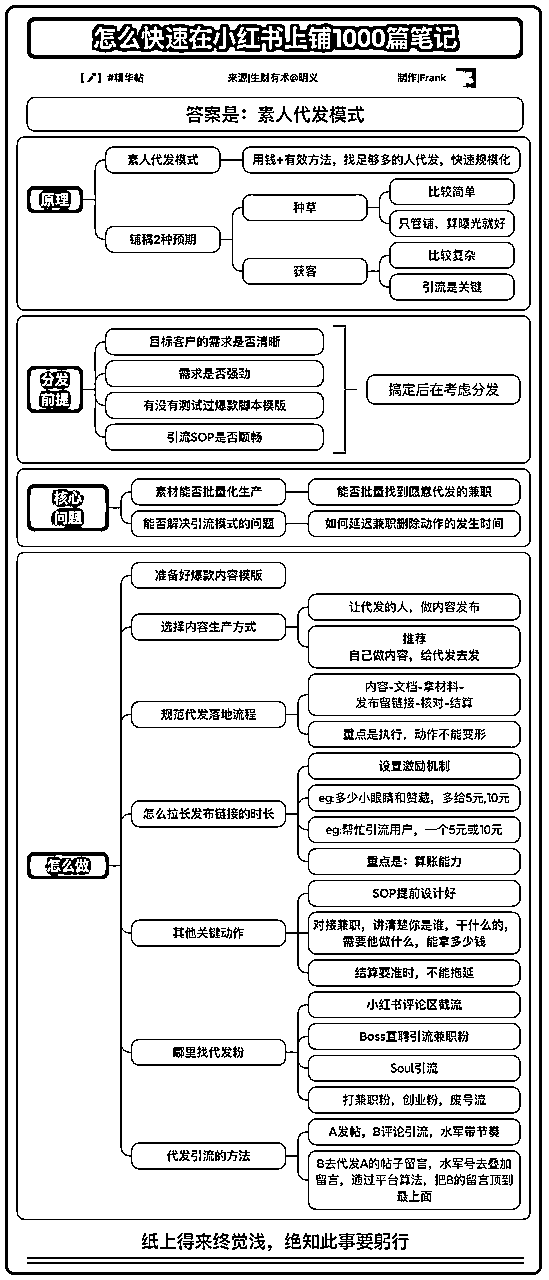 怎么快速在小红书上铺1000篇笔记
【🖊】#精华帖
来源|生财有术@明义
制作|Frank
答案是：素人代发模式
原理
素人代发模式
用钱+有效方法，找足够多的人代发，快速规模化
铺稿2种预期
种草
比较简单
只管铺、算曝光就好
获客
比较复杂
引流是关键
分发
前提
目标客户的需求是否清晰
需求是否强劲
有没有测试过爆款脚本模版
引流SOP是否顺畅
搞定后在考虑分发
核心
问题
素材能否批量化生产
能否批量找到愿意代发的兼职
能否解决引流模式的问题
如何延迟兼职删除动作的发生时间
怎么做
准备好爆款内容模版
选择内容生产方式
让代发的人，做内容发布
推荐
自己做内容，给代发去发
规范代发落地流程
内容-文档-拿材料-
发布留链接-核对-结算
重点是执行，动作不能变形
怎么拉长发布链接的时长
设置激励机制
eg:多少小眼睛和赞藏，多给5元,10元
eg:帮忙引流用户，一个5元或10元
重点是：算账能力
其他关键动作
SOP提前设计好
对接兼职，讲清楚你是谁，干什么的，
需要他做什么，能拿多少钱
结算要准时，不能拖延
哪里找代发粉
小红书评论区截流
Boss直聘引流兼职粉
Soul引流
打兼职粉，创业粉，废号流
代发引流的方法
A发帖，B评论引流，水军带节奏
B去代发A的帖子留言，水军号去叠加
留言，通过平台算法，把B的留言顶到
最上面
纸上得来终觉浅，绝知此事要躬行